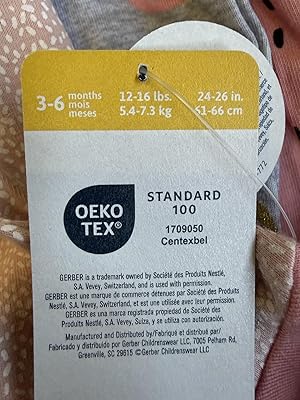 3-6 months
mois
meses
12-16 lbs.
5.4-7.3 kg
24-26 in.
61-66 cm
OEKO
TEX®
STANDARD
100
1709050
Centexbel
GERBER is a trademark owned by Société des Produits Nestlé,
S.A. Vevey, Switzerland, and is used with permission.
GERBER est une marque de commerce détenues par Société des Produits
Nestlé, S.A. Vevey, Switzerland, et est utilisée avec leur permission.
GERBER es una marca registrada propiedad de Société des Produits
Nestlé, S.A. Vevey, Suiza, y se utiliza con autorización.
Manufactured and Distributed by/Fabriqué et distribué par/
Fabricado y distribuido por Gerber Childrenswear LLC, 7005 Pelham Rd,
Greenville, SC 29615 ©Gerber Childrenswear LLC